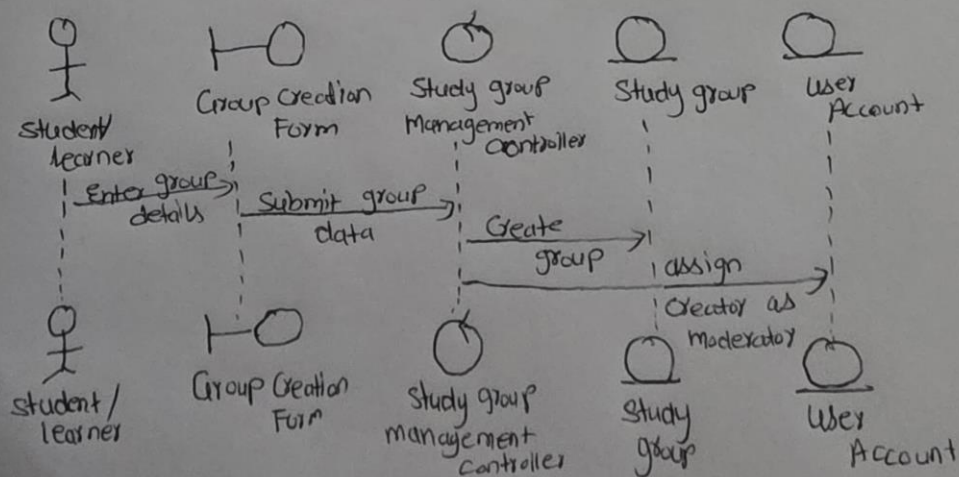 Student/
learner
Group Creation
Form
Study group
Management
Controller
Study group
User
Account
Enter group
details
Submit group
data
Create
group
assign
Creator as
moderator
Student/
learner
Group Creation
Form
Study group
management
controller
Study
group
User
Account